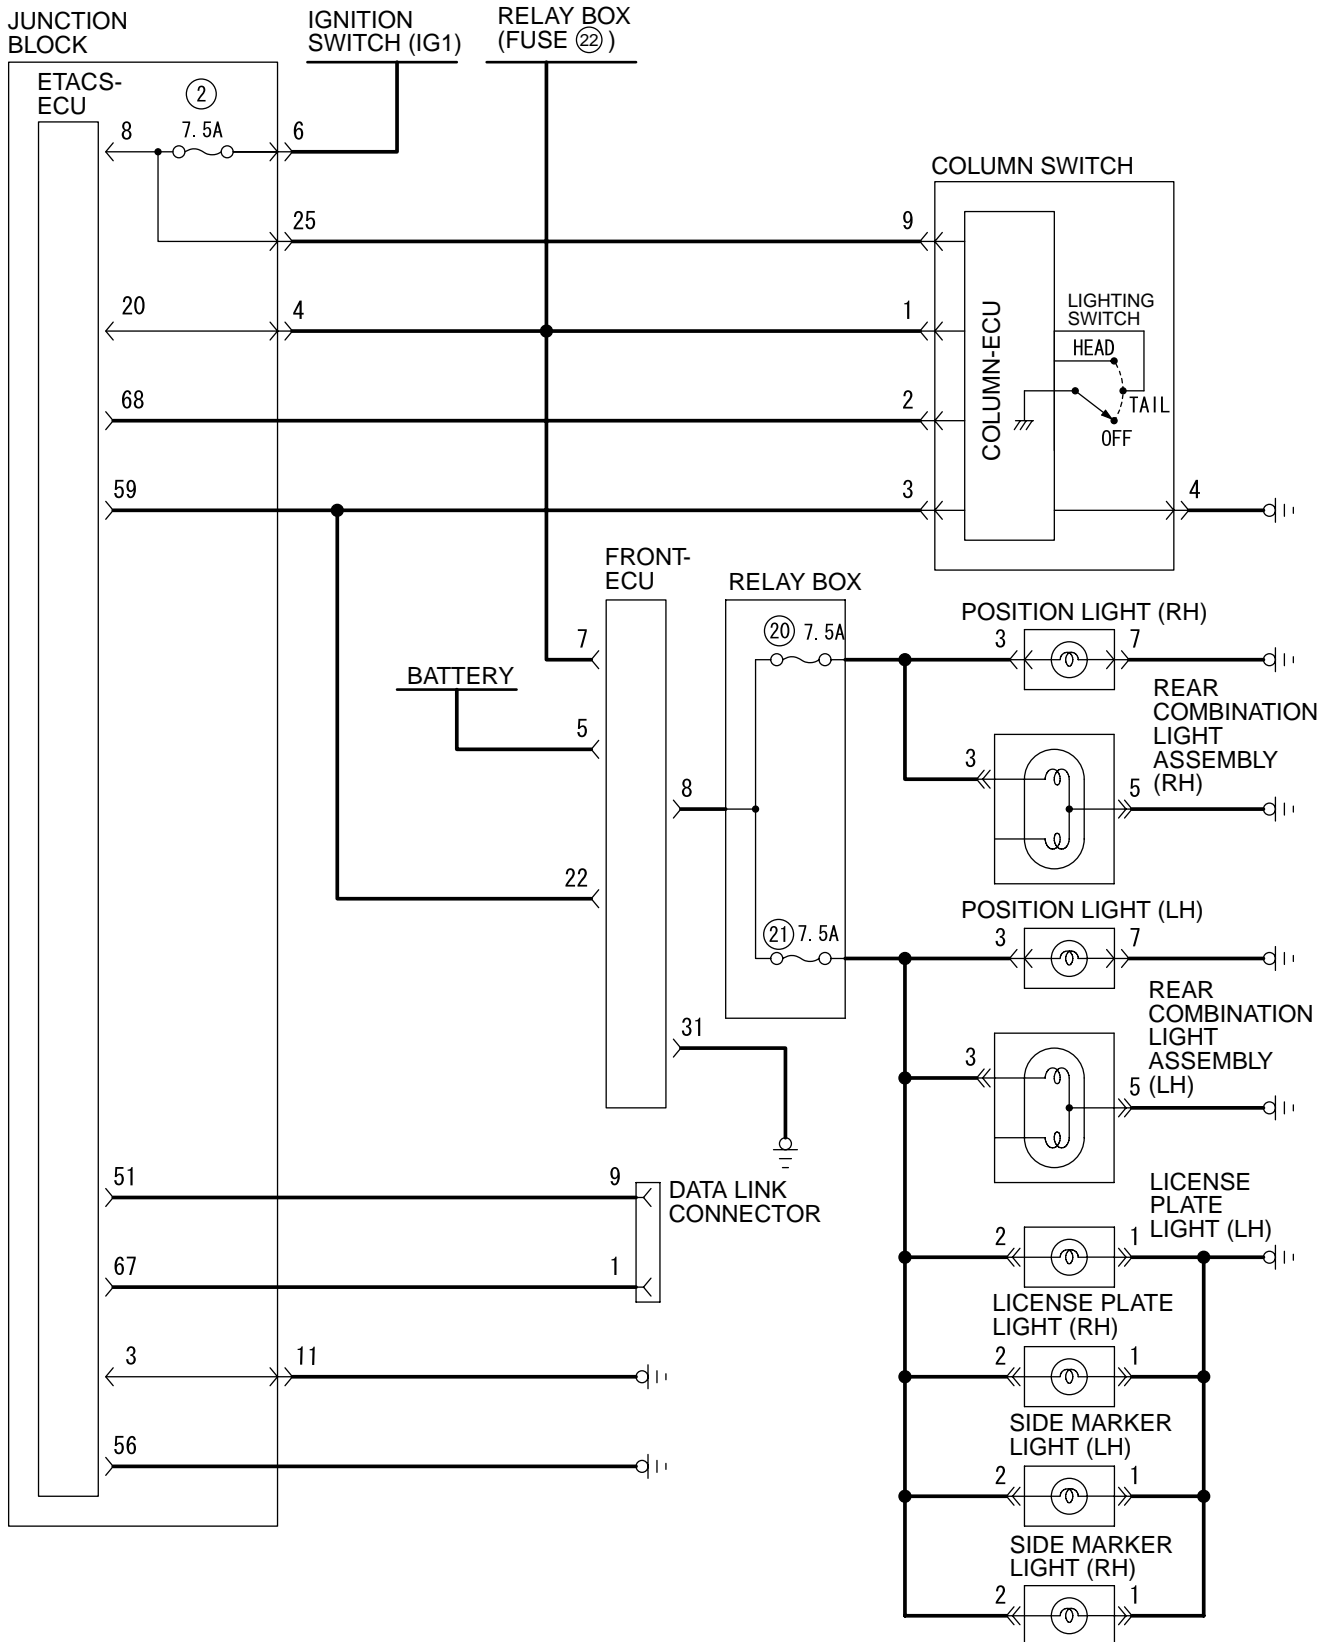 JUNCTION
BLOCK
IGNITION
SWITCH (IG1)
RELAY BOX
(FUSE 22 )
ETACS-
ECU
2
7.5A
8
6
25
9
20
4
1
68
2
59
3
COLUMN SWITCH
COLUMN-ECU
LIGHTING
SWITCH
HEAD
TAIL
OFF
4
FRONT-
ECU
RELAY BOX
7
BATTERY
5
8
22
31
20 7.5A
21 7.5A
POSITION LIGHT (RH)
3
7
REAR
COMBINATION
LIGHT
ASSEMBLY
(RH)
3
5
POSITION LIGHT (LH)
3
7
REAR
COMBINATION
LIGHT
ASSEMBLY
(LH)
3
5
51
9
DATA LINK
CONNECTOR
67
1
3
11
56
LICENSE
PLATE
LIGHT (LH)
2
1
LICENSE PLATE
LIGHT (RH)
2
1
SIDE MARKER
LIGHT (LH)
2
1
SIDE MARKER
LIGHT (RH)
2
1